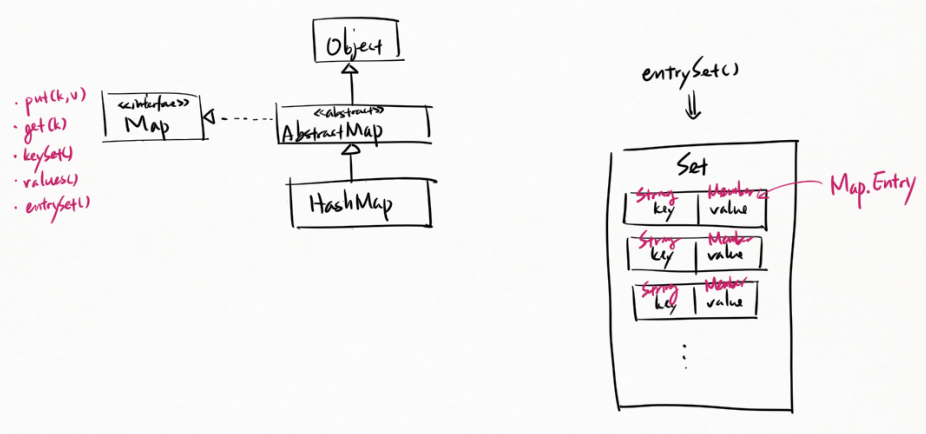 Object
<<interface>>
Map
<<abstract>>
AbstractMap
HashMap
· put(k,v)
· get(k)
· keySet()
· values()
· entrySet()
entrySet()
Set
String Member
key value
String Member
key value
String Member
key value
Map.Entry